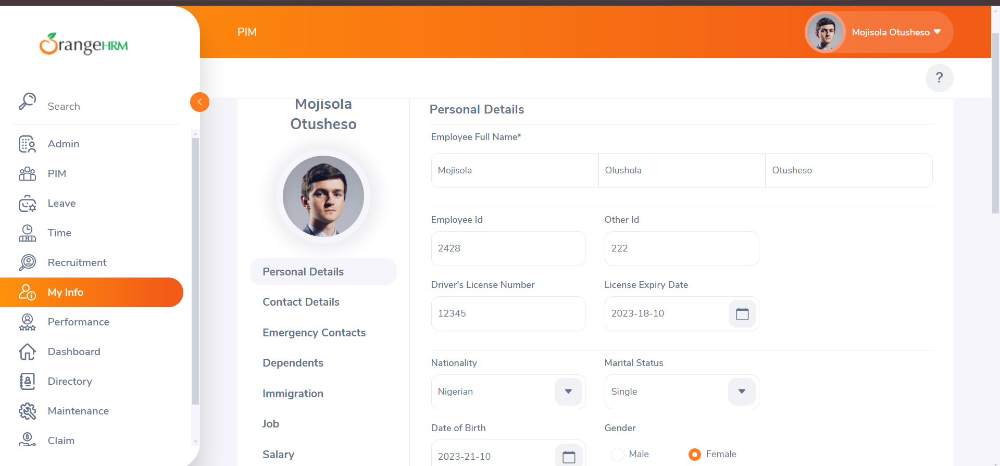 OrangeHRM
Search
Admin
PIM
Leave
Time
Recruitment
My Info
Performance
Dashboard
Directory
Maintenance
Claim
PIM
Mojisola Otusheso
?
Mojisola
Otusheso
Personal Details
Contact Details
Emergency Contacts
Dependents
Immigration
Job
Salary
Personal Details
Employee Full Name*
Mojisola Olushola Otusheso
Employee Id Other Id
2428 222
Driver's License Number License Expiry Date
12345 2023-18-10
Nationality Marital Status
Nigerian Single
Date of Birth Gender
2023-21-10 Male Female